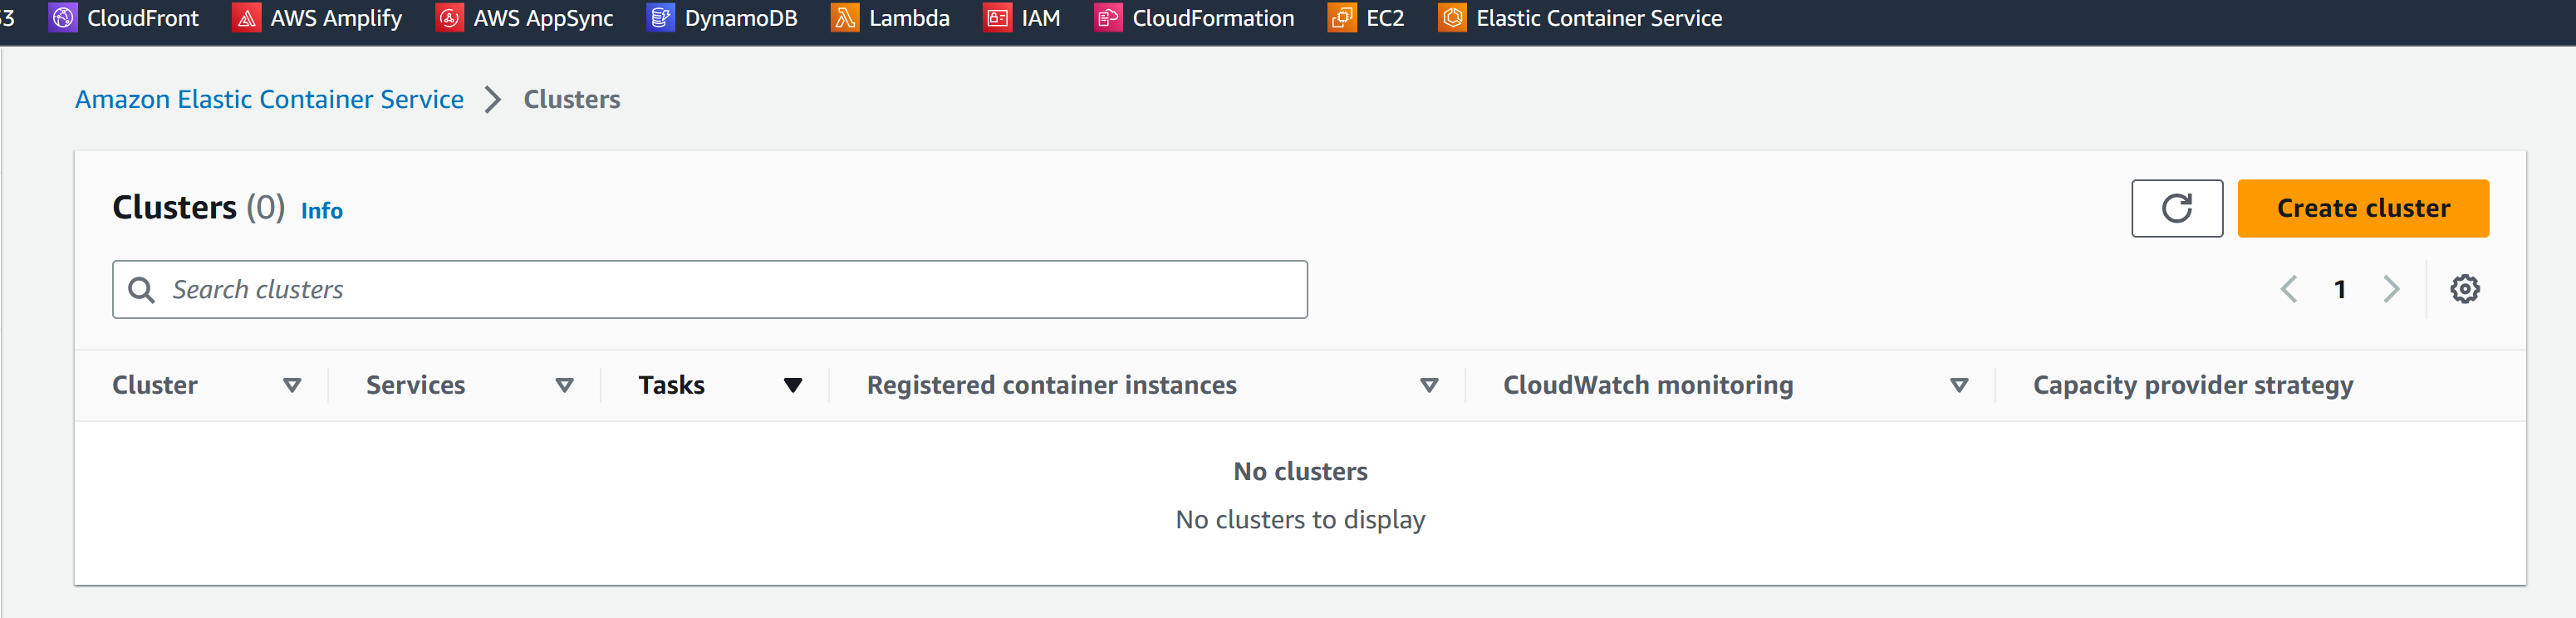 3 CloudFront AWS Amplify AWS AppSync DynamoDB Lambda IAM CloudFormation EC2 Elastic Container Service
Amazon Elastic Container Service > Clusters
Clusters (0) Info
Create cluster
Search clusters
1
Cluster Services Tasks Registered container instances CloudWatch monitoring Capacity provider strategy
No clusters
No clusters to display